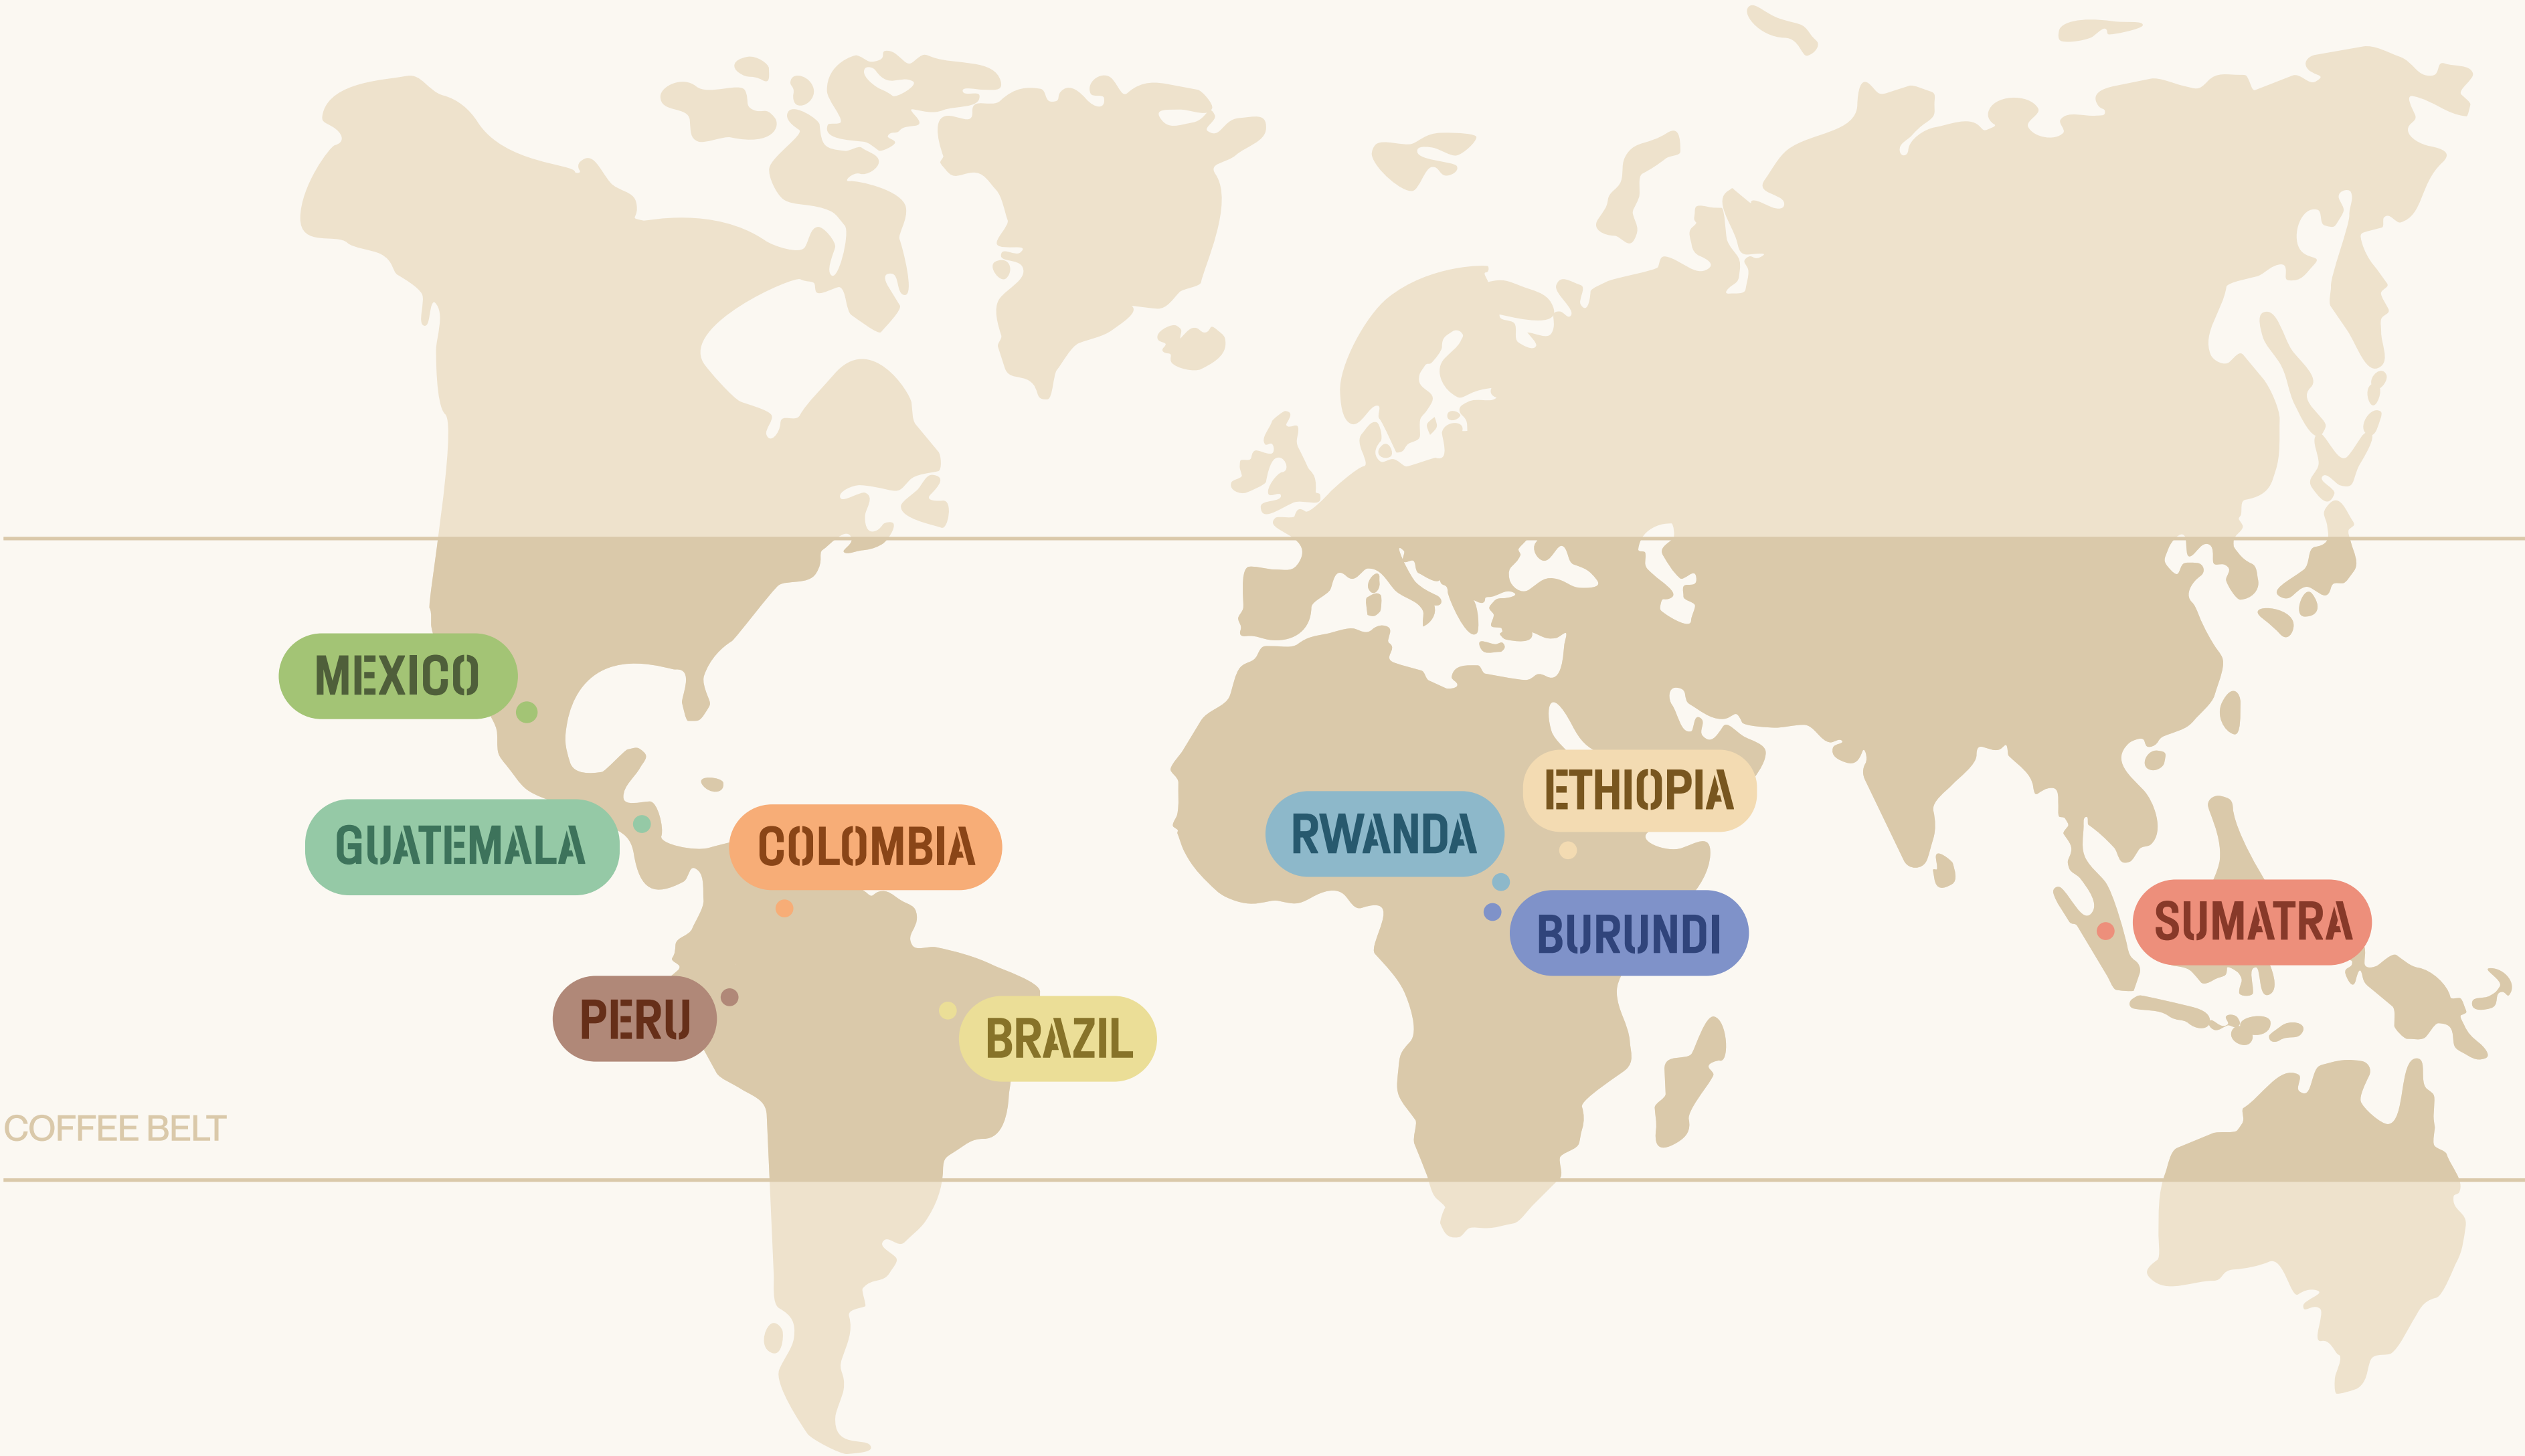 MEXICO
ETHIOPIA
GUATEMALA
COLOMBIA
RWANDA
BURUNDI
SUMATRA
PERU
BRAZIL
COFFEE BELT